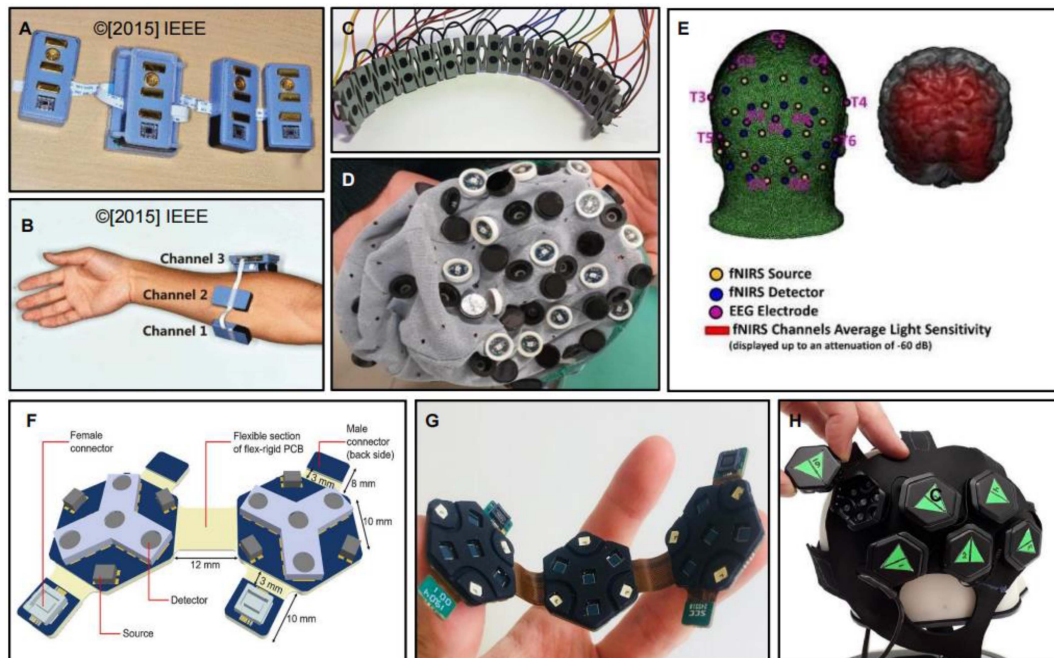 A
©[2015] IEEE
B
©[2015] IEEE
Channel 3
Channel 2
Channel 1
C
D
E
C3
C4
T3
T4
T5
T6
fNIRS Source
fNIRS Detector
EEG Electrode
fNIRS Channels Average Light Sensitivity
(displayed up to an attenuation of -60 dB)
F
Female
connector
Flexible section
of flex-rigid PCB
Male
connector
(back side)
3 mm
8 mm
10 mm
12 mm
3 mm
10 mm
Detector
Source
G
H
C